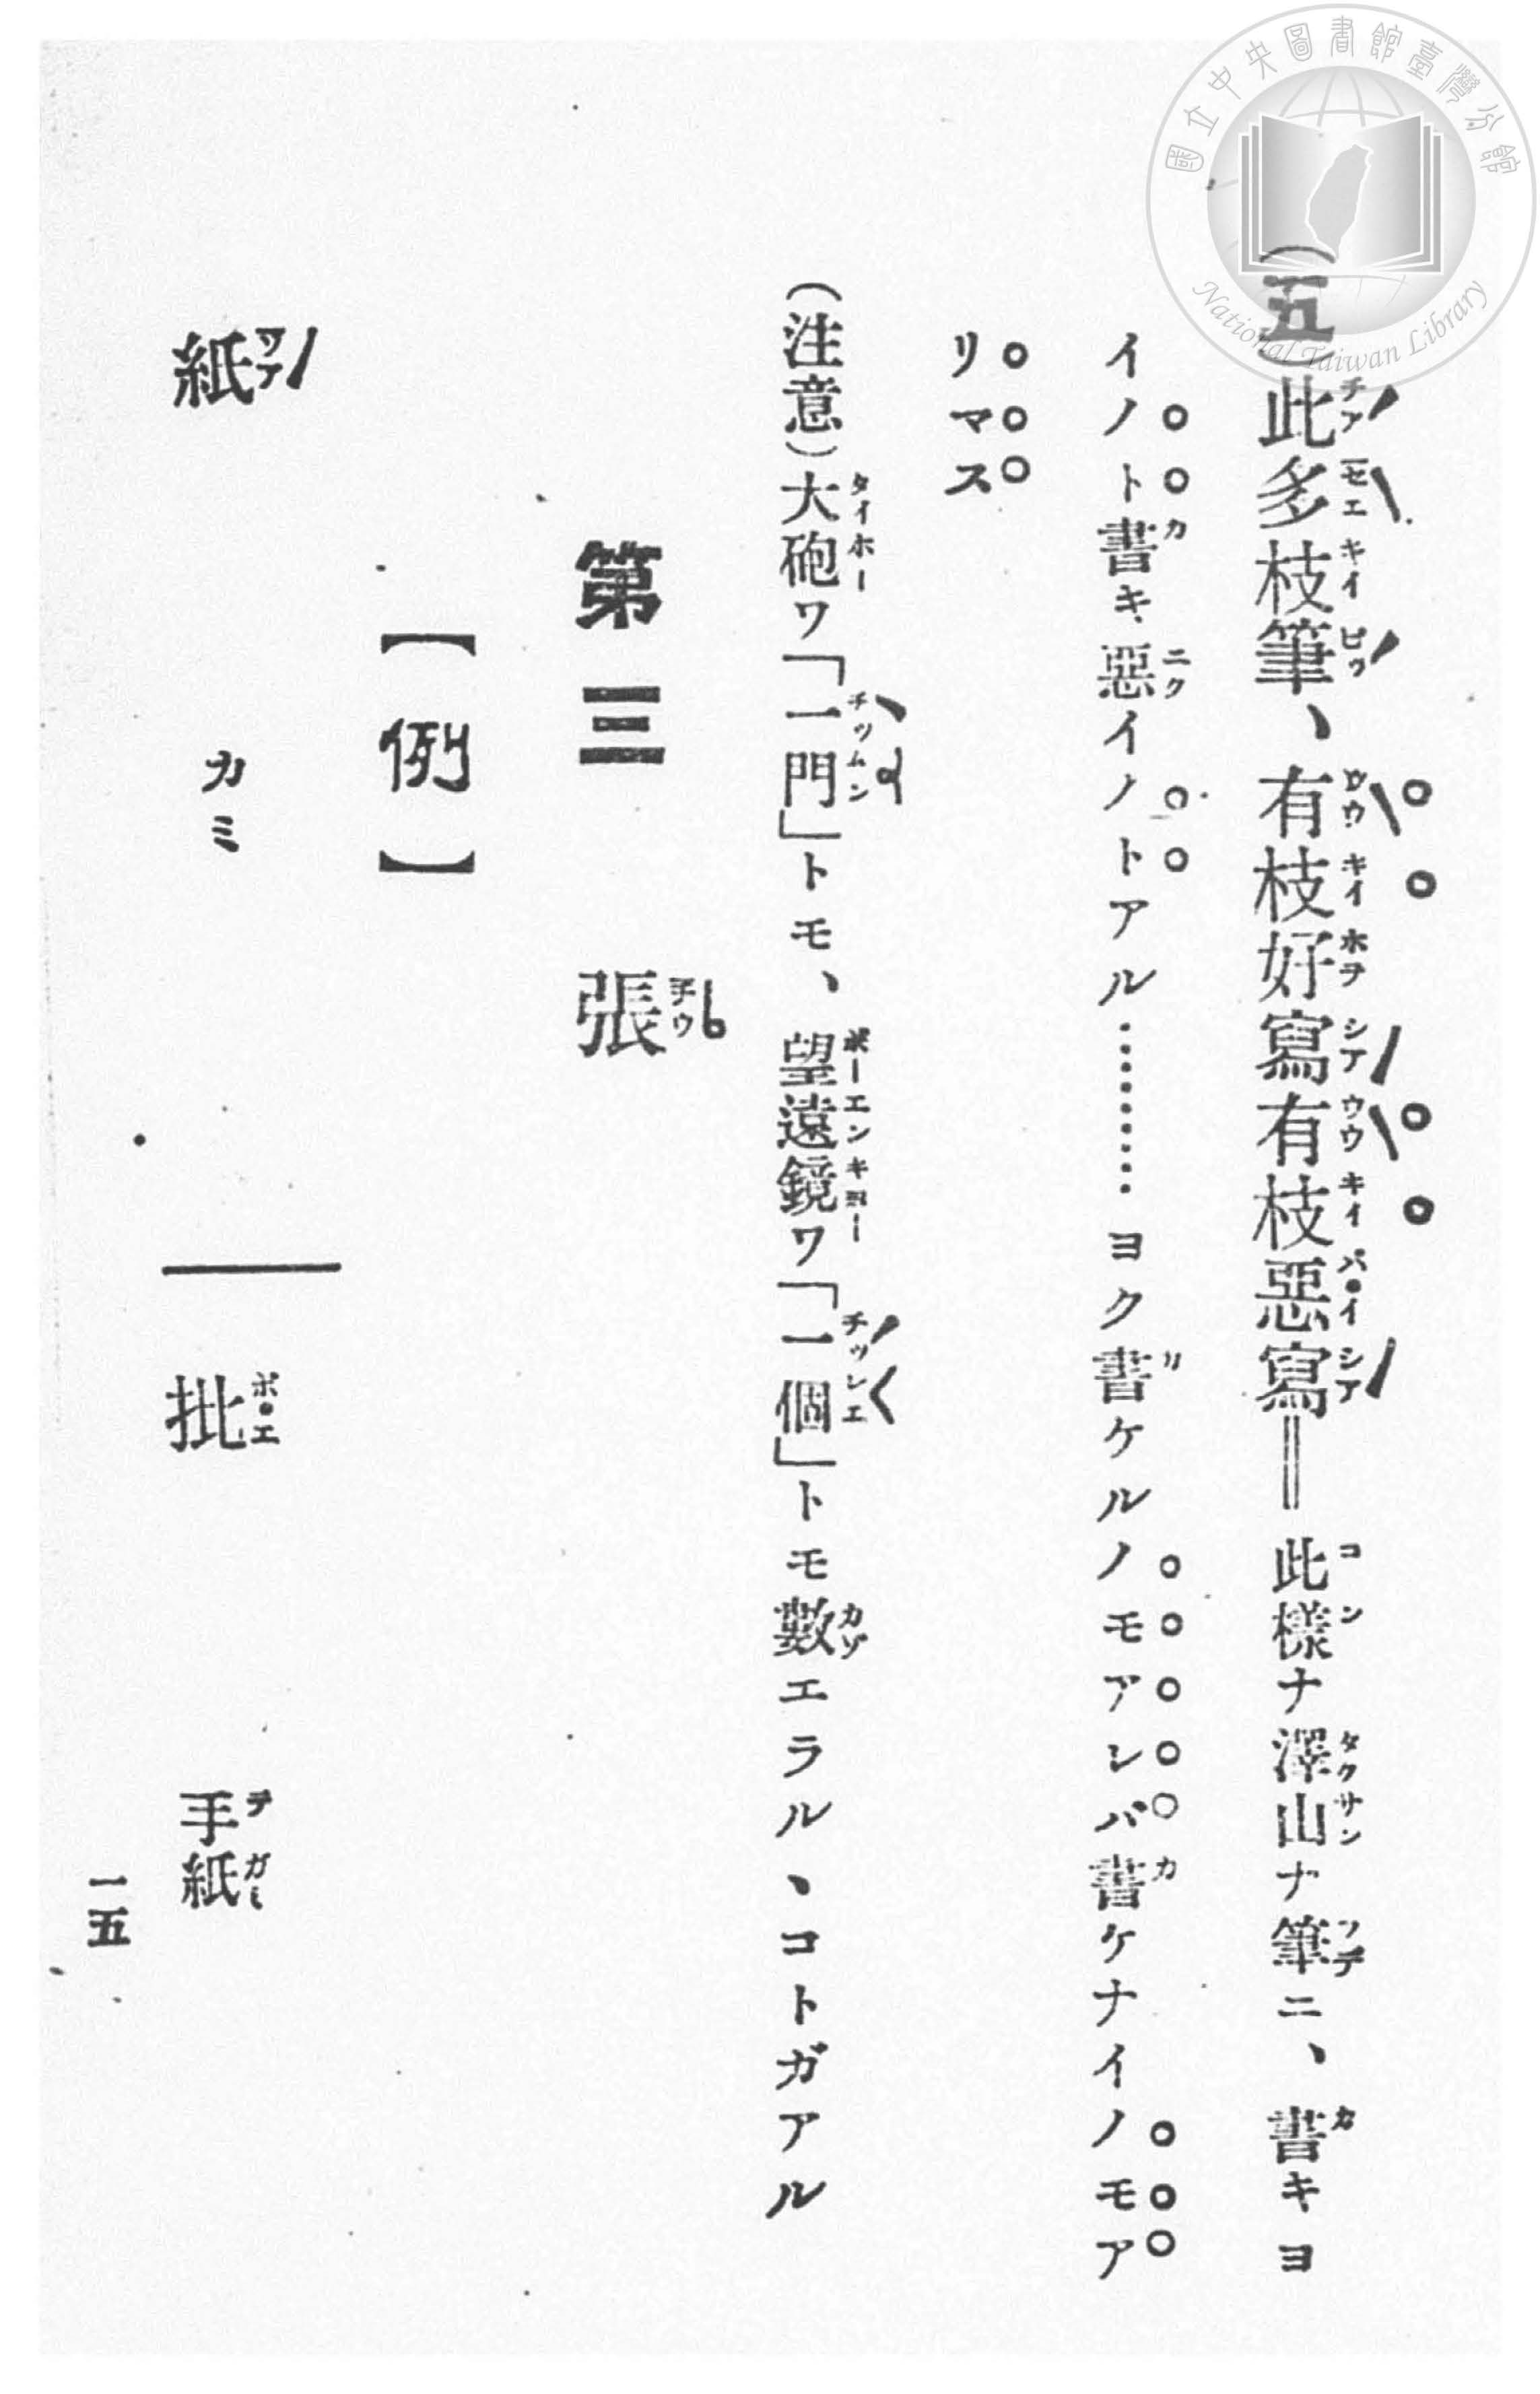 國立中央圖書館臺灣分館
National Taiwan Library
(五)此多枝筆、有枝好寫有枝惡寫═此樣ナ澤山ナ筆ニ、書キヨ
イノト書キ惡イノトアル………ヨク書ケルノモアレバ書ケナイノモア
リマス
(注意)大砲ワ「一門」トモ、望遠鏡ワ「一個」トモ數エラル、コトガアル
第三 張
【例】
紙 カミ 批 手紙
一五